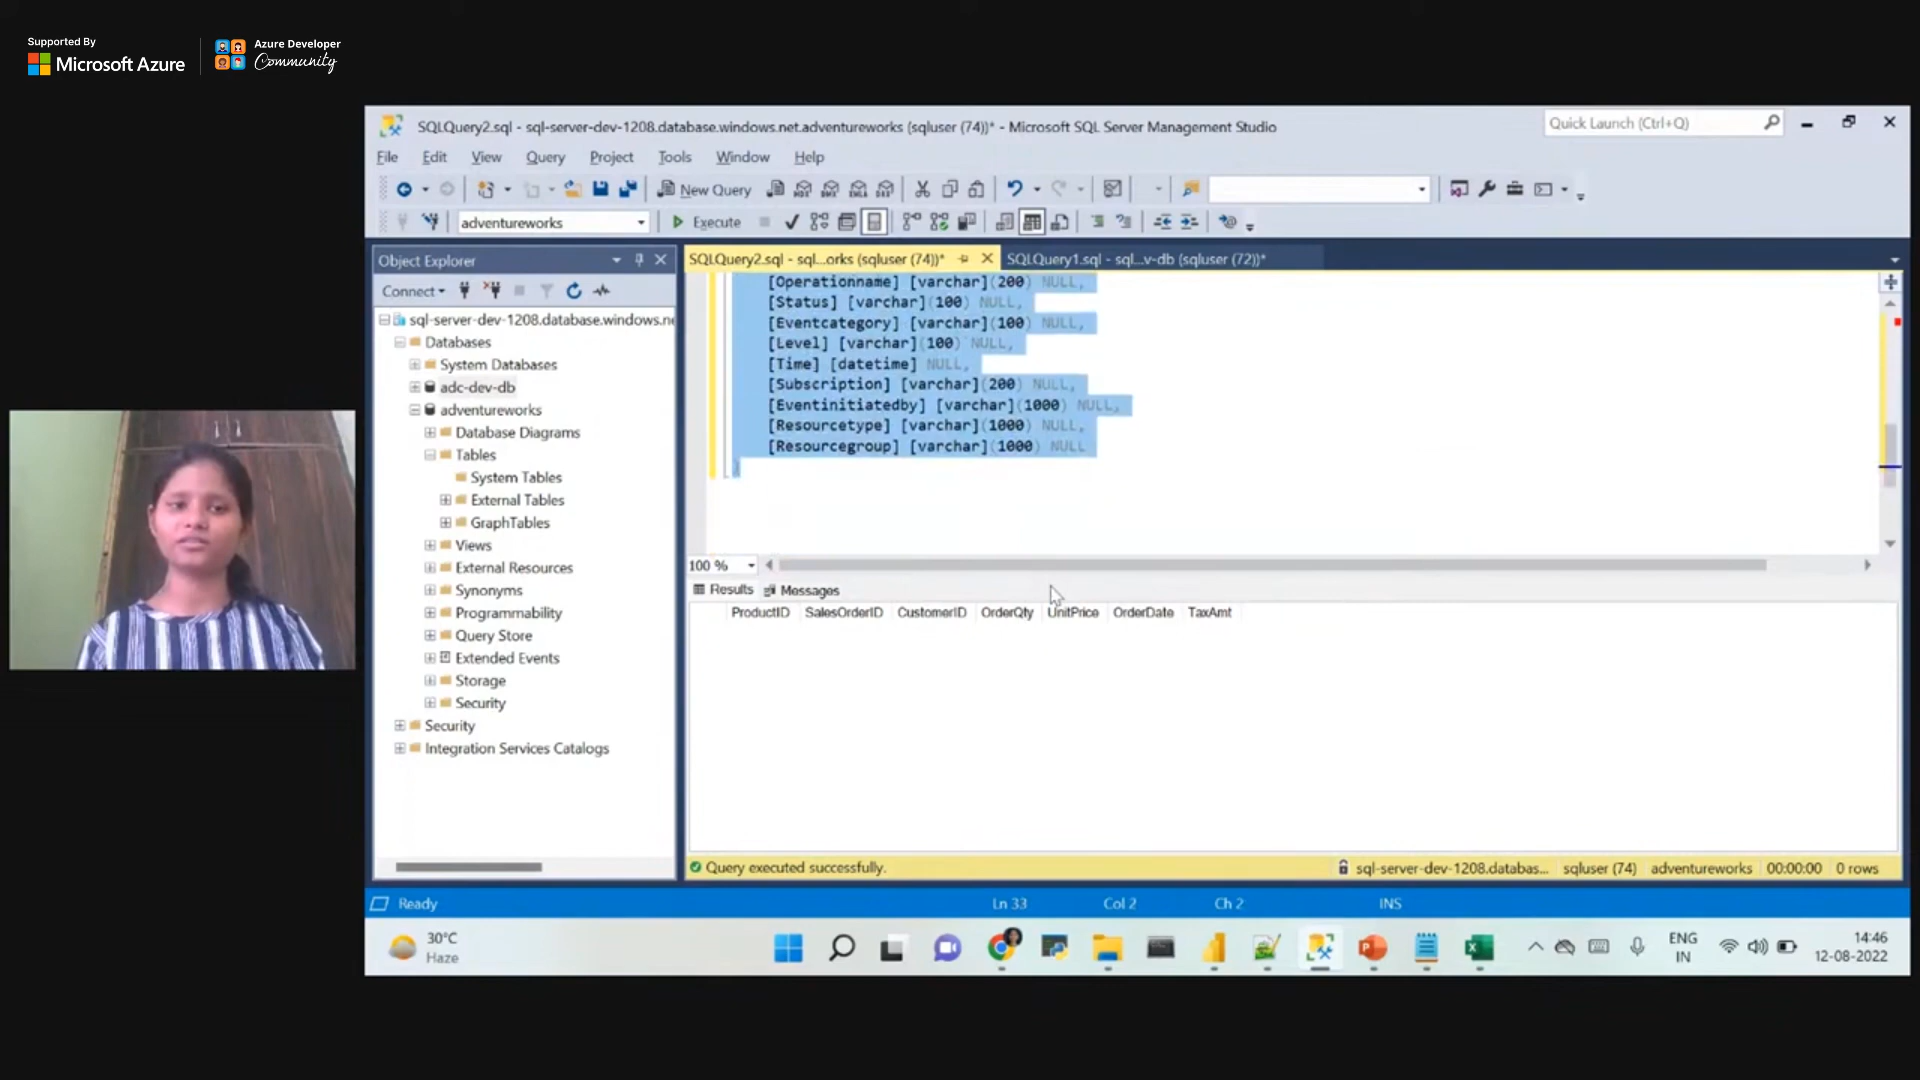 Supported By
Microsoft Azure
Azure Developer
Community
SQLQuery2.sql - sql-server-dev-1208.database.windows.net.adventureworks (sqluser (74))* - Microsoft SQL Server Management Studio
Quick Launch (Ctrl+Q)
File Edit View Query Project Tools Window Help
New Query
adventureworks
Execute
Object Explorer
SQLQuery2.sql - sql...orks (sqluser (74))*
SQLQuery1.sql - sql...v-db (sqluser (72))*
Connect
sql-server-dev-1208.database.windows.ne
Databases
System Databases
adc-dev-db
adventureworks
Database Diagrams
Tables
System Tables
External Tables
GraphTables
Views
External Resources
Synonyms
Programmability
Query Store
Extended Events
Storage
Security
Security
Integration Services Catalogs
[Operationname] [varchar](200) NULL,
[Status] [varchar](100) NULL,
[Eventcategory] [varchar](100) NULL,
[Level] [varchar](100) NULL,
[Time] [datetime] NULL,
[Subscription] [varchar](200) NULL,
[Eventinitiatedby] [varchar](1000) NULL,
[Resourcetype] [varchar](1000) NULL,
[Resourcegroup] [varchar](1000) NULL
)
100 %
Results Messages
ProductID SalesOrderID CustomerID OrderQty UnitPrice OrderDate TaxAmt
Query executed successfully.
sql-server-dev-1208.databas... sqluser (74) adventureworks 00:00:00 0 rows
Ready
Ln 33 Col 2 Ch 2 INS
30°C
Haze
ENG
IN
14:46
12-08-2022